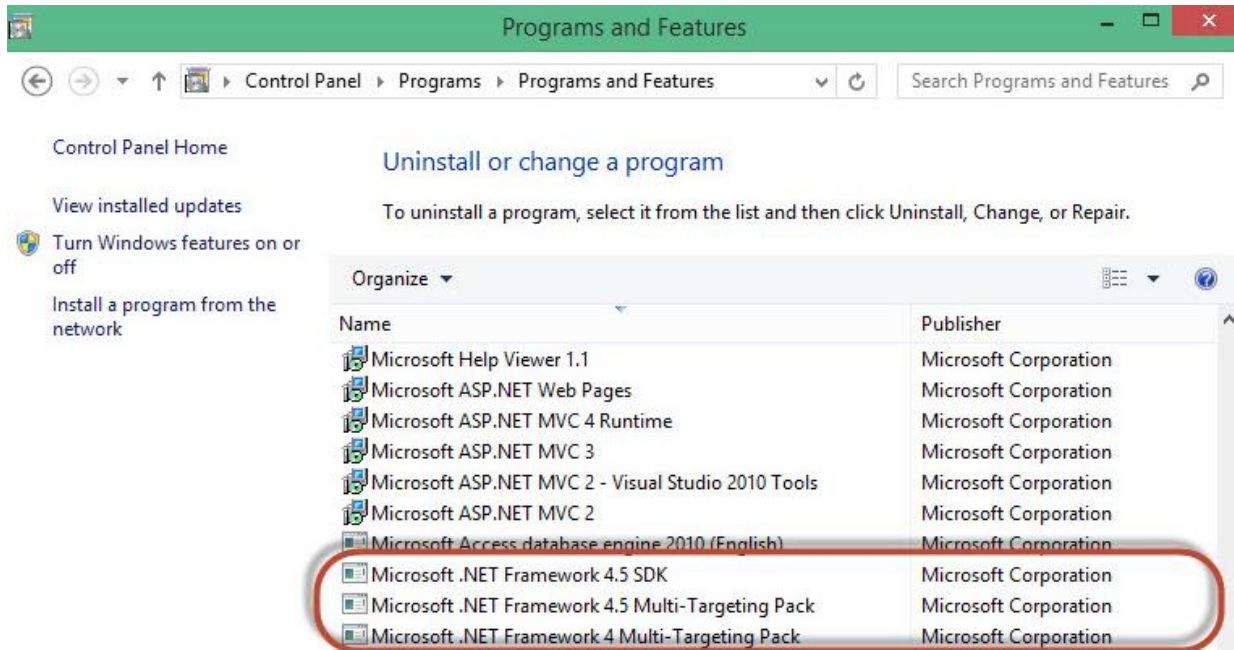 Programs and Features
Control Panel Programs Programs and Features Search Programs and Features
Control Panel Home
View installed updates
Turn Windows features on or
off
Install a program from the
network
Uninstall or change a program
To uninstall a program, select it from the list and then click Uninstall, Change, or Repair.
Organize
Name Publisher
Microsoft Help Viewer 1.1 Microsoft Corporation
Microsoft ASP.NET Web Pages Microsoft Corporation
Microsoft ASP.NET MVC 4 Runtime Microsoft Corporation
Microsoft ASP.NET MVC 3 Microsoft Corporation
Microsoft ASP.NET MVC 2 - Visual Studio 2010 Tools Microsoft Corporation
Microsoft ASP.NET MVC 2 Microsoft Corporation
Microsoft Access database engine 2010 (English) Microsoft Corporation
Microsoft .NET Framework 4.5 SDK Microsoft Corporation
Microsoft .NET Framework 4.5 Multi-Targeting Pack Microsoft Corporation
Microsoft .NET Framework 4 Multi-Targeting Pack Microsoft Corporation